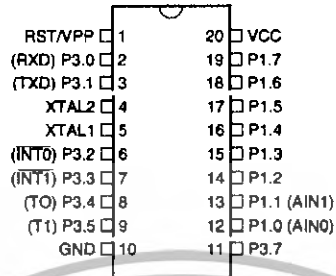 RST/VPP 1 20 VCC
(RXD) P3.0 2 19 P1.7
(TXD) P3.1 3 18 P1.6
XTAL2 4 17 P1.5
XTAL1 5 16 P1.4
(INT0) P3.2 6 15 P1.3
(INT1) P3.3 7 14 P1.2
(TO) P3.4 8 13 P1.1 (AIN1)
(T1) P3.5 9 12 P1.0 (AIN0)
GND 10 11 P3.7